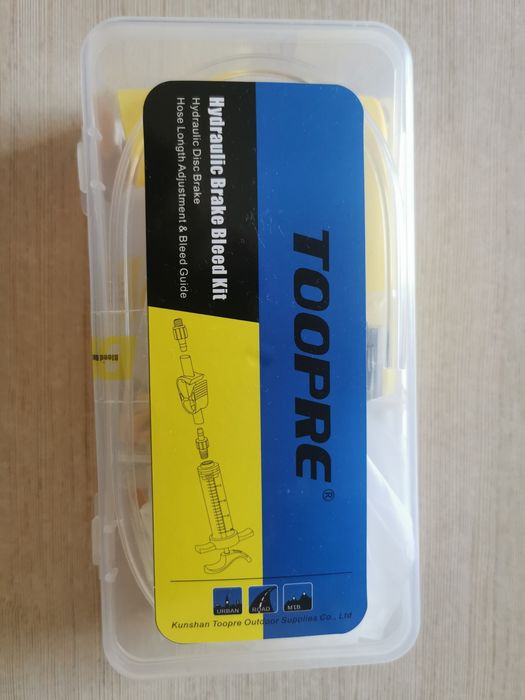 TOOPRE®
Hydraulic Brake Bleed Kit
Hydraulic Disc Brake
Hose Length Adjustment & Bleed Guide
Bleed
URBAN
ROAD
MTB
Kunshan Toopre Outdoor Supplies Co., Ltd